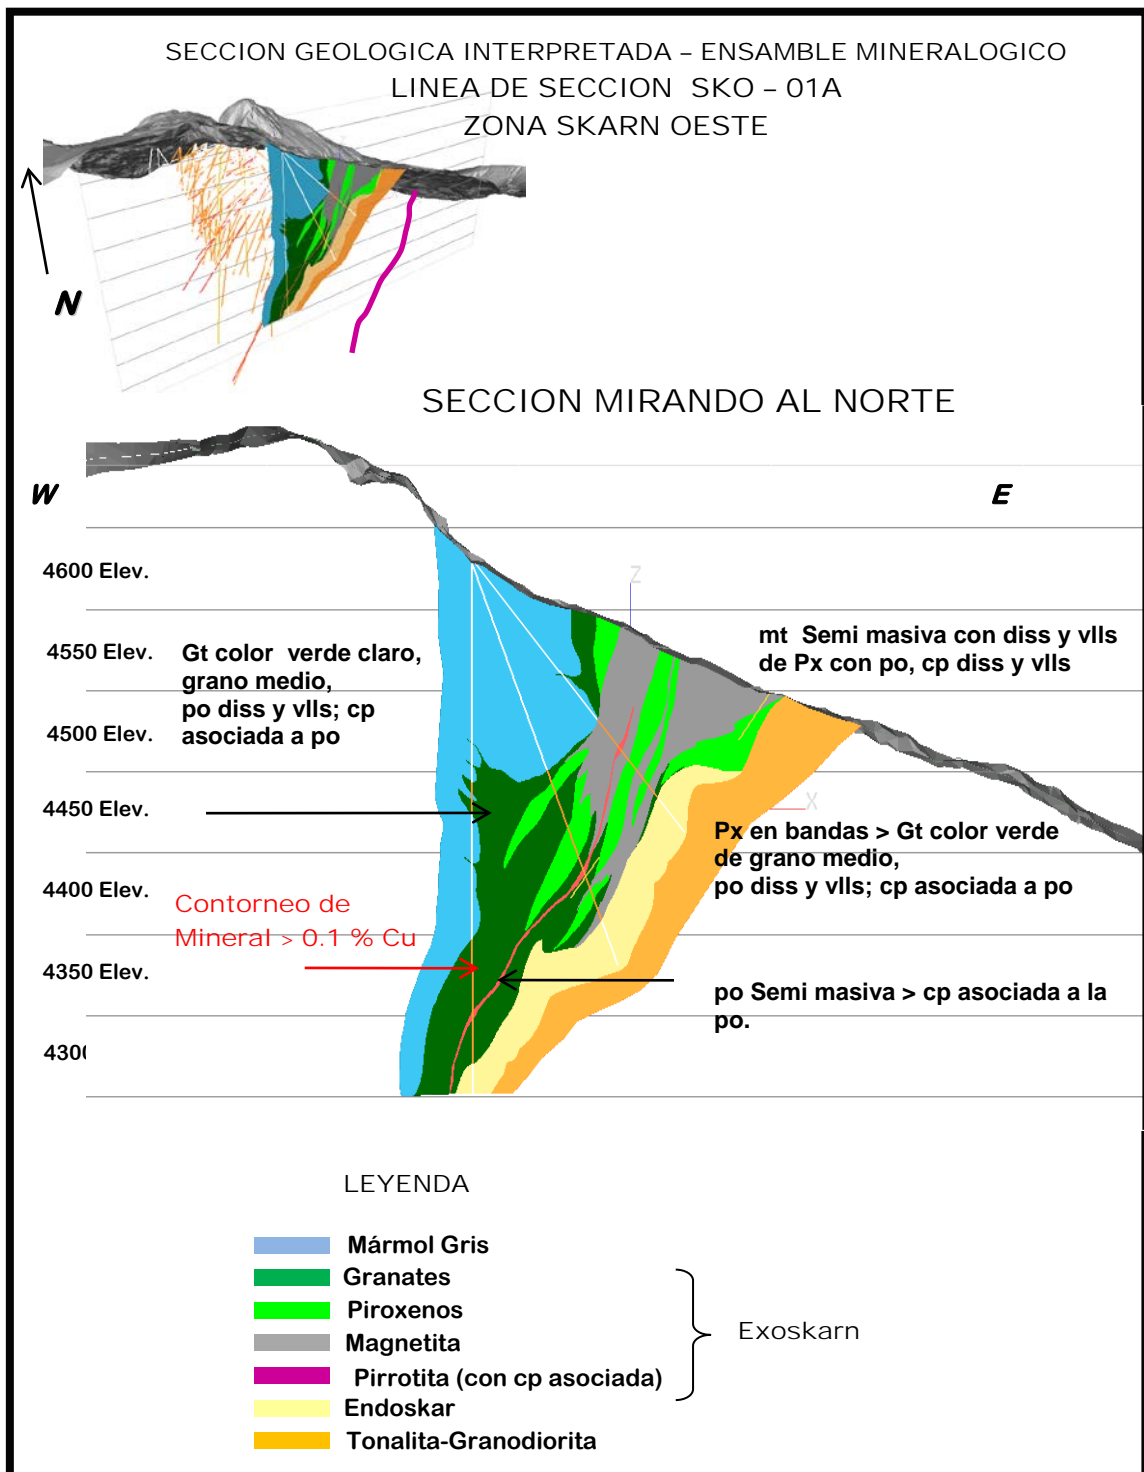 SECCION GEOLOGICA INTERPRETADA – ENSAMBLE MINERALOGICO
LINEA DE SECCION SKO – 01A
ZONA SKARN OESTE
N
SECCION MIRANDO AL NORTE
W
E
4600 Elev.
Z
4550 Elev.
Gt color verde claro,
grano medio,
po diss y vlls; cp
asociada a po
mt Semi masiva con diss y vlls
de Px con po, cp diss y vlls
4500 Elev.
4450 Elev.
X
Px en bandas > Gt color verde
de grano medio,
po diss y vlls; cp asociada a po
4400 Elev.
Contorneo de
Mineral > 0.1 % Cu
4350 Elev.
po Semi masiva > cp asociada a la
po.
4300
LEYENDA
Mármol Gris
Granates
Piroxenos
Magnetita
Pirrotita (con cp asociada)
Exoskarn
Endoskar
Tonalita-Granodiorita